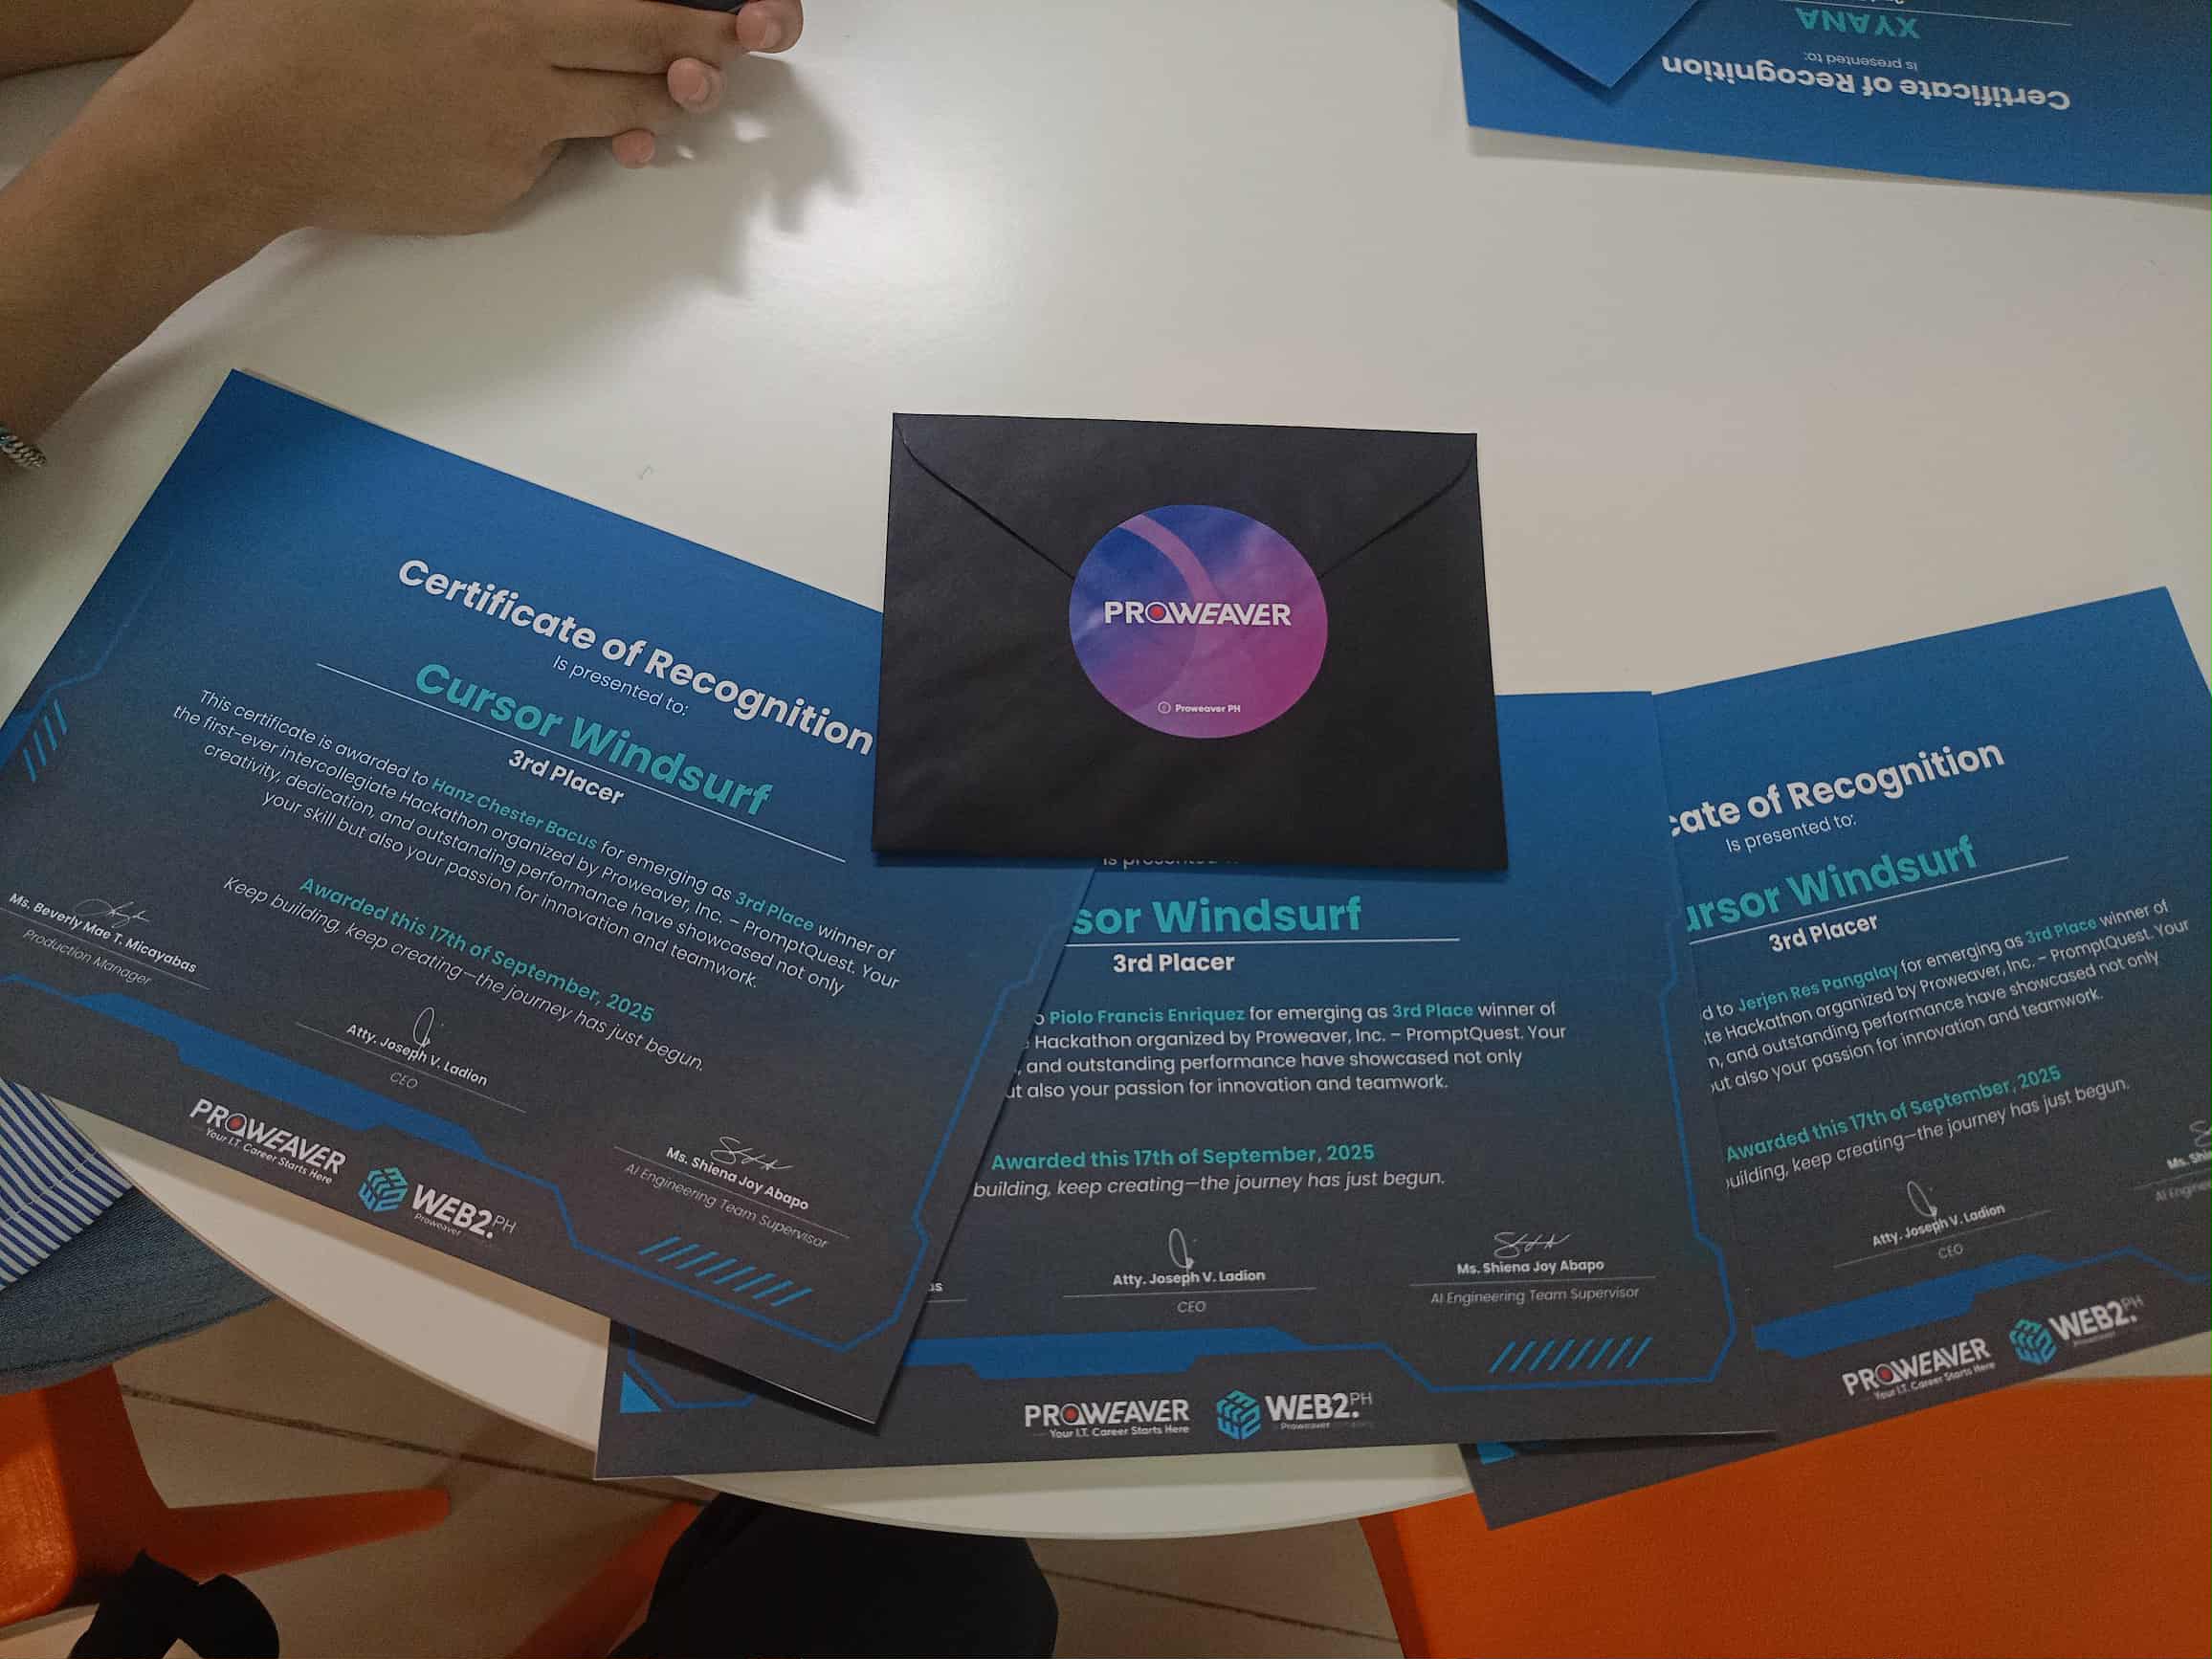 XYANA
Is presented to:
Certificate of Recognition
Certificate of Recognition
Is presented to:
Cursor Windsurf
3rd Placer
This certificate is awarded to Hanz Chester Bacus for emerging as 3rd Place winner of
the first-ever intercollegiate Hackathon organized by Proweaver, Inc. – PromptQuest. Your
creativity, dedication, and outstanding performance have showcased not only
your skill but also your passion for innovation and teamwork.
Awarded this 17th of September, 2025
Keep building, keep creating—the journey has just begun.
Ms. Beverly Mae T. Micayabas
Production Manager
Atty. Joseph V. Ladion
CEO
Ms. Shiena Joy Abapo
AI Engineering Team Supervisor
PROWEAVER
Your I.T. Career Starts Here
WEB2.PH
Proweaver
PROWEAVER
Proweaver PH
Is
sor Windsurf
3rd Placer
o Piolo Francis Enriquez for emerging as 3rd Place winner of
Hackathon organized by Proweaver, Inc. – PromptQuest. Your
, and outstanding performance have showcased not only
ut also your passion for innovation and teamwork.
Awarded this 17th of September, 2025
building, keep creating—the journey has just begun.
as
Atty. Joseph V. Ladion
CEO
Ms. Shiena Joy Abapo
AI Engineering Team Supervisor
PROWEAVER
Your I.T. Career Starts Here
WEB2.PH
Proweaver
cate of Recognition
Is presented to:
ursor Windsurf
3rd Placer
d to Jerjen Res Pangalay for emerging as 3rd Place winner of
te Hackathon organized by Proweaver, Inc. – PromptQuest. Your
n, and outstanding performance have showcased not only
out also your passion for innovation and teamwork.
Awarded this 17th of September, 2025
building, keep creating—the journey has just begun.
Atty. Joseph V. Ladion
CEO
Ms. Shi
AI Engine
PROWEAVER
Your I.T. Career Starts Here
WEB2.PH
Proweaver